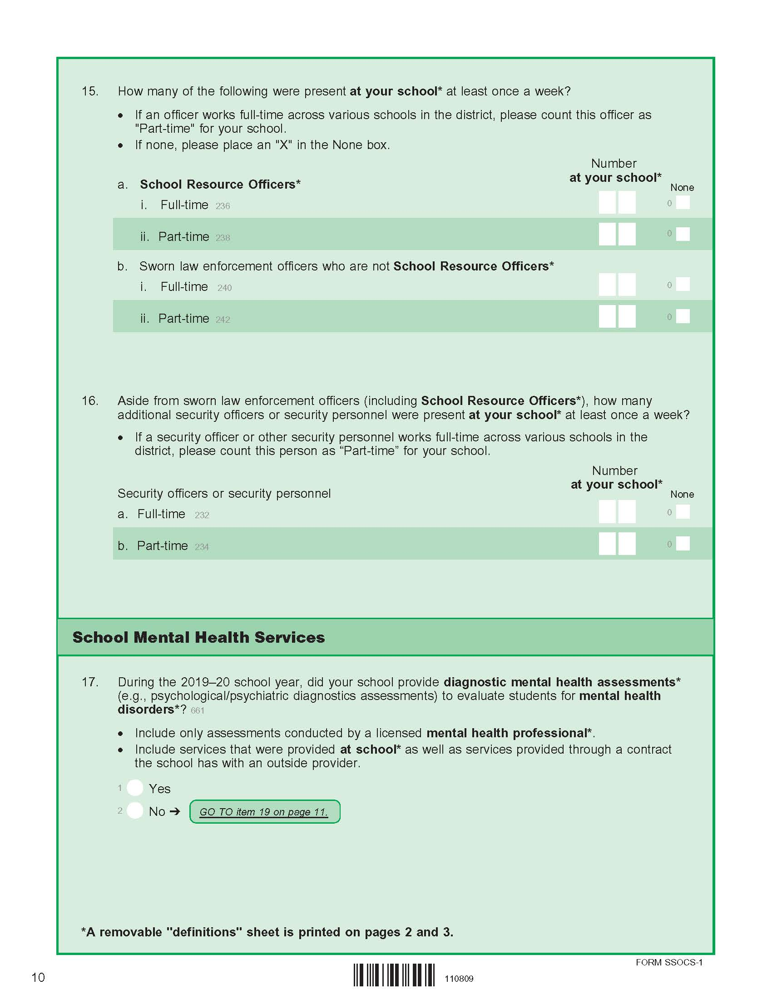 15. How many of the following were present at your school* at least once a week?
• If an officer works full-time across various schools in the district, please count this officer as
"Part-time" for your school.
• If none, please place an "X" in the None box.
Number
at your school*
None
a. School Resource Officers*
i. Full-time 236 0
ii. Part-time 238 0
b. Sworn law enforcement officers who are not School Resource Officers*
i. Full-time 240 0
ii. Part-time 242 0
16. Aside from sworn law enforcement officers (including School Resource Officers*), how many
additional security officers or security personnel were present at your school* at least once a week?
• If a security officer or other security personnel works full-time across various schools in the
district, please count this person as “Part-time” for your school.
Number
at your school*
None
Security officers or security personnel
a. Full-time 232 0
b. Part-time 234 0
School Mental Health Services
17. During the 2019–20 school year, did your school provide diagnostic mental health assessments*
(e.g., psychological/psychiatric diagnostics assessments) to evaluate students for mental health
disorders*? 661
• Include only assessments conducted by a licensed mental health professional*.
• Include services that were provided at school* as well as services provided through a contract
the school has with an outside provider.
1 Yes
2 No ➔ GO TO item 19 on page 11.
*A removable "definitions" sheet is printed on pages 2 and 3.
FORM SSOCS-1
10
110809